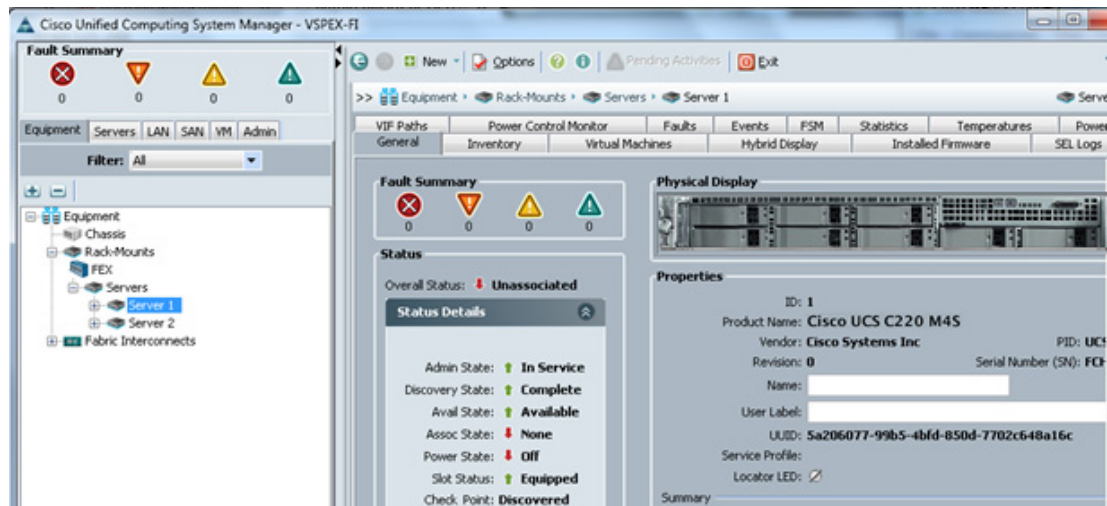 Cisco Unified Computing System Manager - VSPEX-FI
Fault Summary
0 0 0 0
New Options Pending Activities Exit
>> Equipment Rack-Mounts Servers Server 1
Equipment Servers LAN SAN VM Admin
Filter: All
Equipment
Chassis
Rack-Mounts
FEX
Servers
Server 1
Server 2
Fabric Interconnects
VIF Paths Power Control Monitor Faults Events FSM Statistics Temperatures Power
General Inventory Virtual Machines Hybrid Display Installed Firmware SEL Logs
Fault Summary
0 0 0 0
Status
Overall Status: Unassociated
Status Details
Admin State: In Service
Discovery State: Complete
Avail State: Available
Assoc State: None
Power State: Off
Slot Status: Equipped
Check Point: Discovered
Physical Display
Properties
ID: 1
Product Name: Cisco UCS C220 M4S
Vendor: Cisco Systems Inc PID: UCS
Revision: 0 Serial Number (SN): FCH
Name:
User Label:
UUID: 5a206077-99b5-4bfd-850d-7702c648a16c
Service Profile:
Locator LED:
Summary